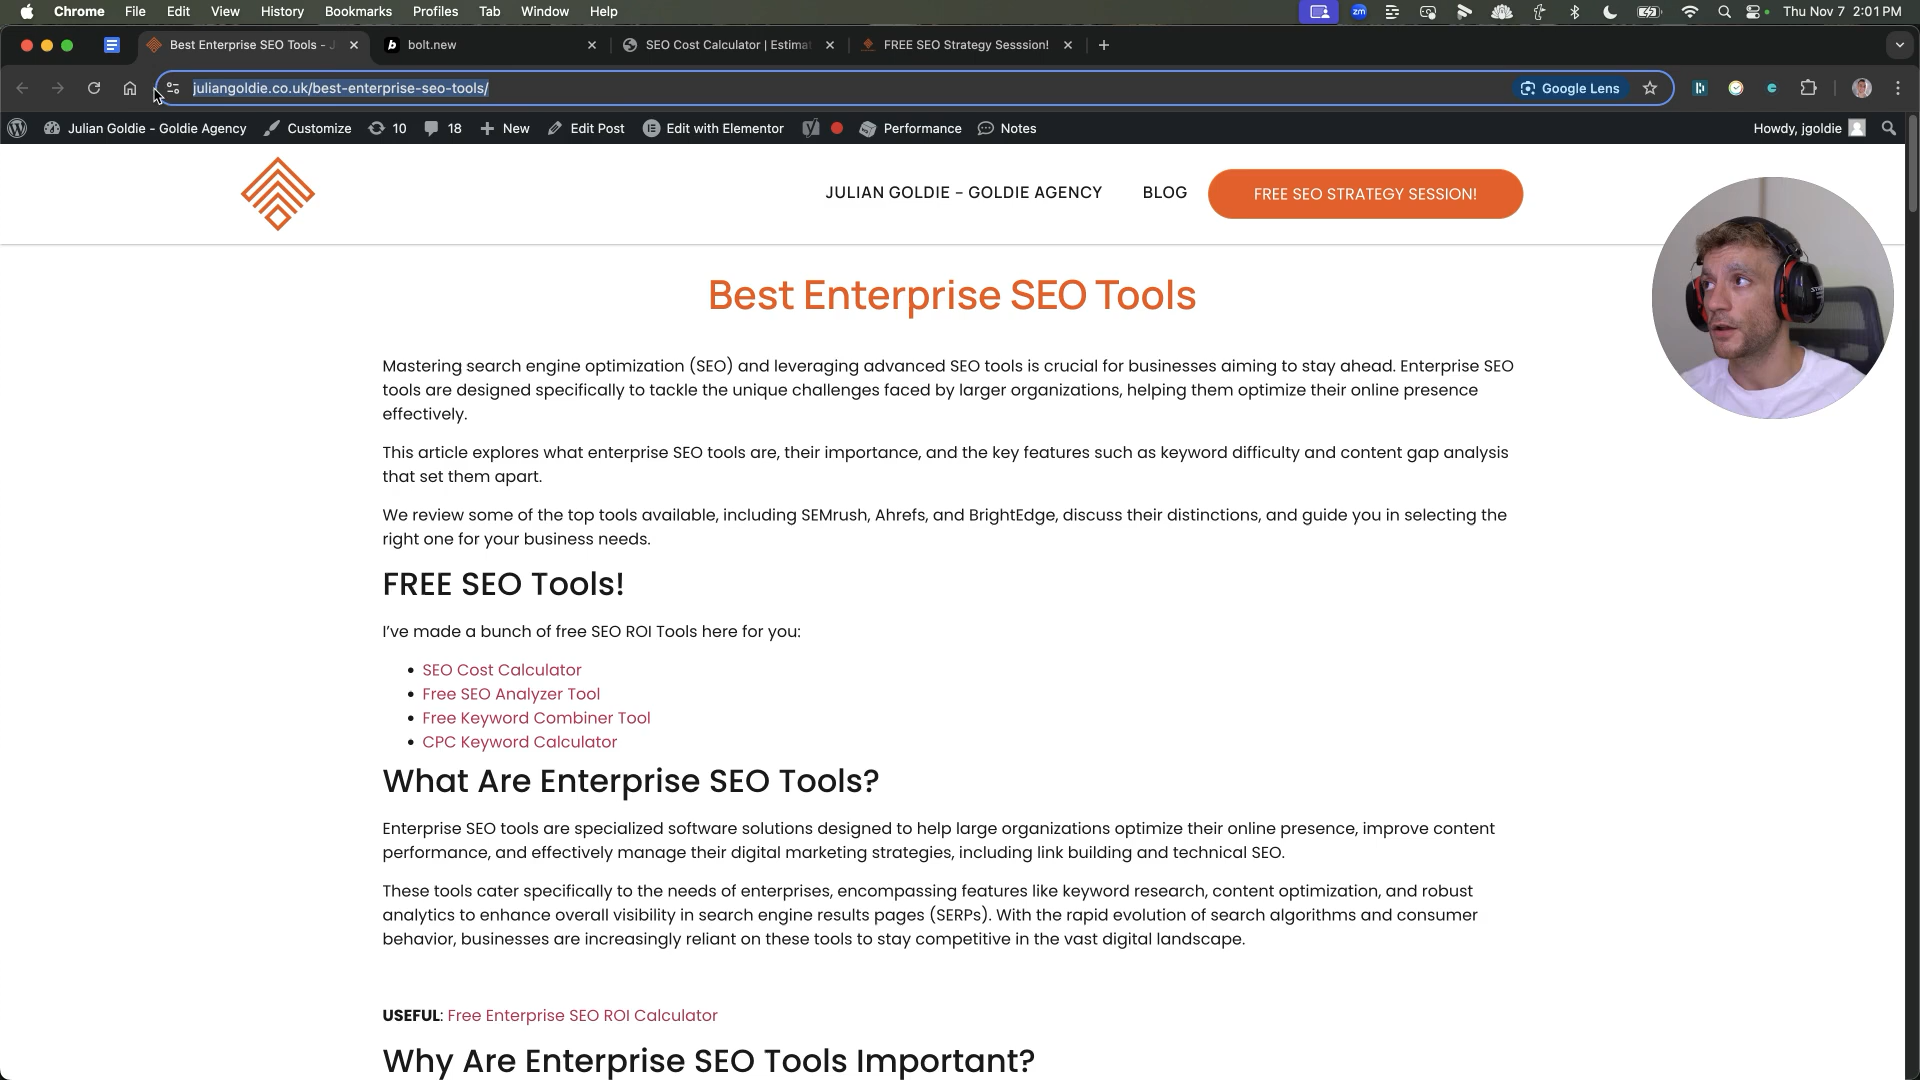 Chrome File Edit View History Bookmarks Profiles Tab Window Help zm Thu Nov 7 2:01 PM
Best Enterprise SEO Tools - J bolt.new SEO Cost Calculator | Estima FREE SEO Strategy Sesssion!
juliangoldie.co.uk/best-enterprise-seo-tools/ Google Lens
Julian Goldie - Goldie Agency Customize 10 18 New Edit Post Edit with Elementor Performance Notes Howdy, jgoldie
JULIAN GOLDIE – GOLDIE AGENCY BLOG FREE SEO STRATEGY SESSION!
Best Enterprise SEO Tools
Mastering search engine optimization (SEO) and leveraging advanced SEO tools is crucial for businesses aiming to stay ahead. Enterprise SEO
tools are designed specifically to tackle the unique challenges faced by larger organizations, helping them optimize their online presence
effectively.
This article explores what enterprise SEO tools are, their importance, and the key features such as keyword difficulty and content gap analysis
that set them apart.
We review some of the top tools available, including SEMrush, Ahrefs, and BrightEdge, discuss their distinctions, and guide you in selecting the
right one for your business needs.
FREE SEO Tools!
I've made a bunch of free SEO ROI Tools here for you:
• SEO Cost Calculator
• Free SEO Analyzer Tool
• Free Keyword Combiner Tool
• CPC Keyword Calculator
What Are Enterprise SEO Tools?
Enterprise SEO tools are specialized software solutions designed to help large organizations optimize their online presence, improve content
performance, and effectively manage their digital marketing strategies, including link building and technical SEO.
These tools cater specifically to the needs of enterprises, encompassing features like keyword research, content optimization, and robust
analytics to enhance overall visibility in search engine results pages (SERPs). With the rapid evolution of search algorithms and consumer
behavior, businesses are increasingly reliant on these tools to stay competitive in the vast digital landscape.
USEFUL: Free Enterprise SEO ROI Calculator
Why Are Enterprise SEO Tools Important?